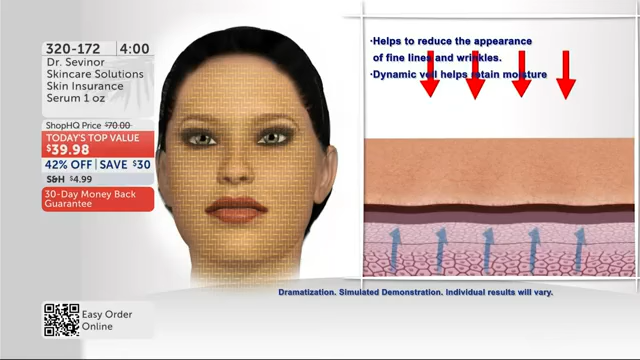 320-172 4:00
Dr. Sevinor
Skincare Solutions
Skin Insurance
Serum 1 oz
ShopHQ Price $70.00
TODAY'S TOP VALUE
$39.98
42% OFF | SAVE $30
S&H $4.99
30-Day Money Back
Guarantee
•Helps to reduce the appearance
of fine lines and wrinkles.
•Dynamic veil helps retain moisture
Dramatization. Simulated Demonstration. Individual results will vary.
Easy Order
Online